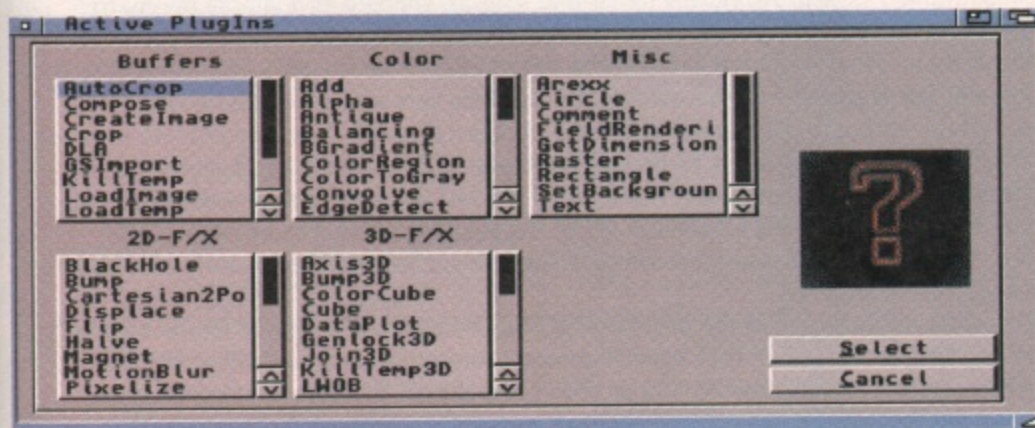 Active PlugIns
Buffers
AutoCrop
Compose
CreateImage
Crop
DLA
GSImport
KillTemp
LoadImage
LoadTemp
Color
Add
Alpha
Antique
Balancing
BGradient
ColorRegion
ColorToGray
Convolve
EdgeDetect
Misc
Arexx
Circle
Comment
FieldRenderi
GetDimension
Raster
Rectangle
SetBackgroun
Text
2D-F/X
BlackHole
Bump
Cartesian2Po
Displace
Flip
Halve
Magnet
MotionBlur
Pixelize
3D-F/X
Axis3D
Bump3D
ColorCube
Cube
DataPlot
Genlock3D
Join3D
KillTemp3D
LWOB
?
Select
Cancel